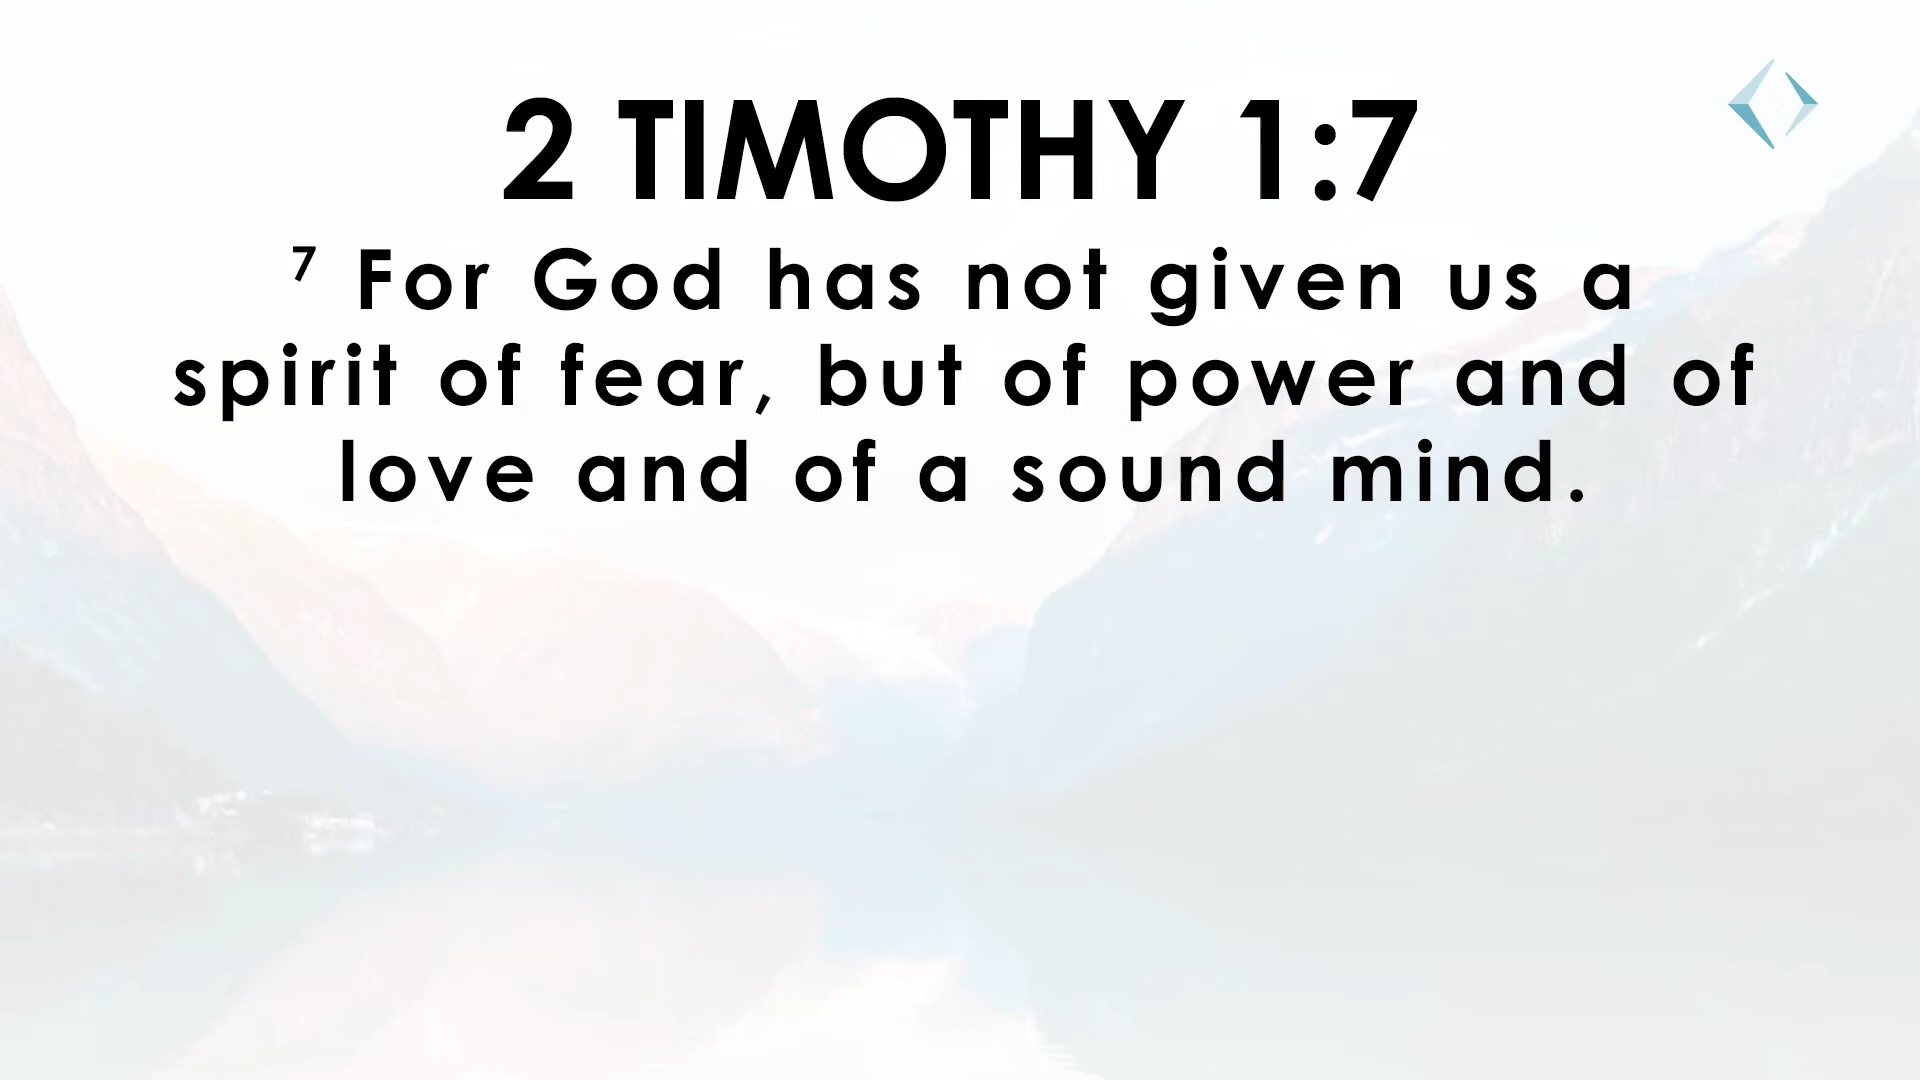 2 TIMOTHY 1:7
⁷ For God has not given us a
spirit of fear, but of power and of
love and of a sound mind.